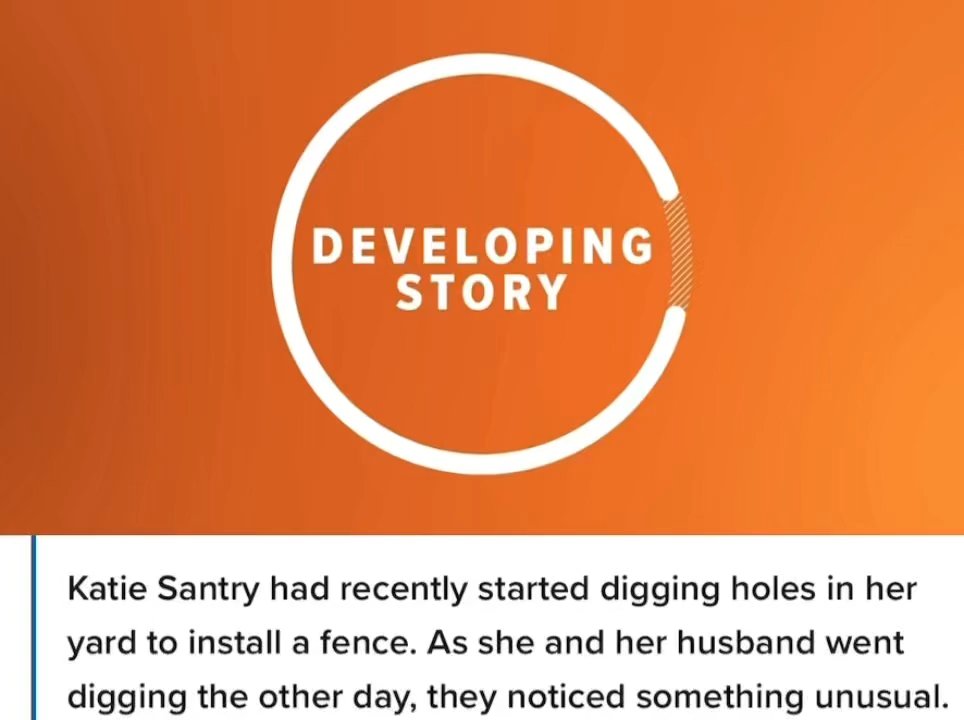 DEVELOPING
STORY
Katie Santry had recently started digging holes in her
yard to install a fence. As she and her husband went
digging the other day, they noticed something unusual.